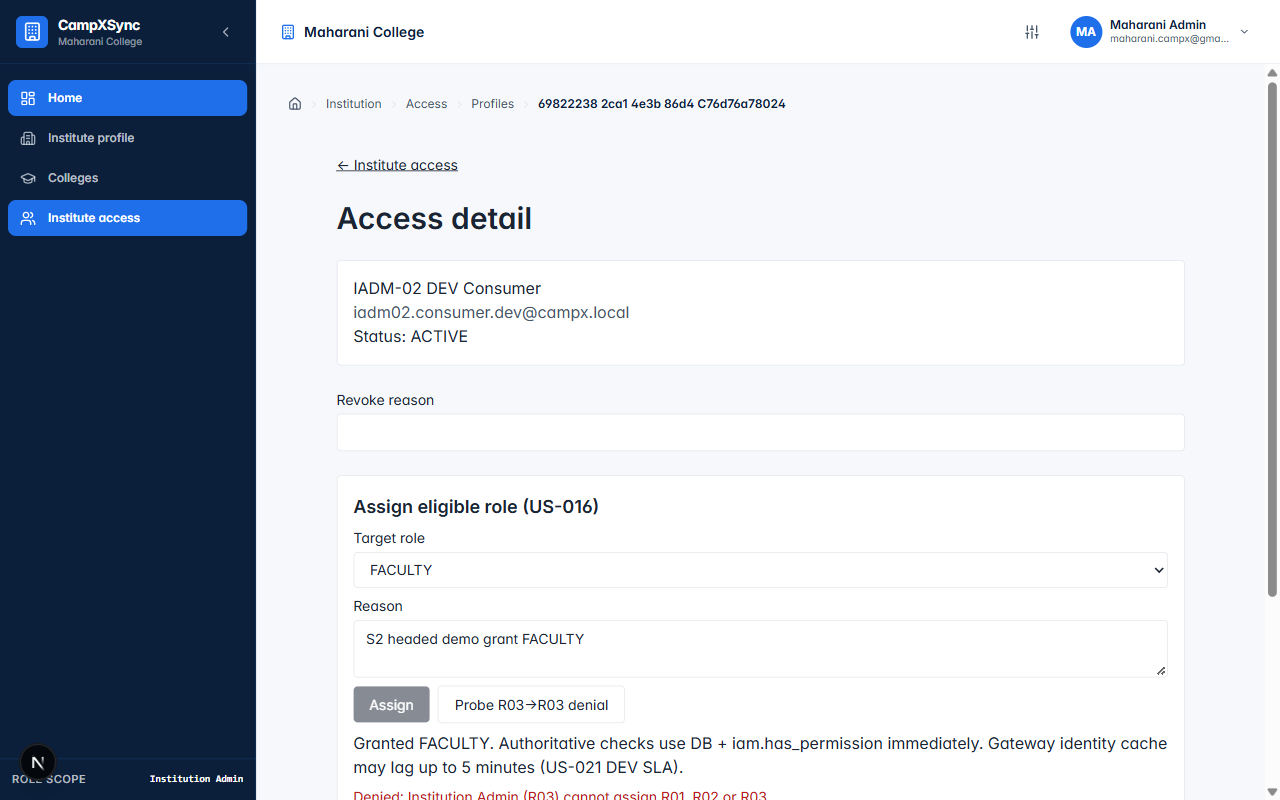 CampXSync
Maharani College
Home
Institute profile
Colleges
Institute access
N
ROLE SCOPE
Institution Admin
Maharani College
MA
Maharani Admin
maharani.campx@gma...
Institution
Access
Profiles
69822238 2ca1 4e3b 86d4 C76d76a78024
← Institute access
Access detail
IADM-02 DEV Consumer
iadm02.consumer.dev@campx.local
Status: ACTIVE
Revoke reason
Assign eligible role (US-016)
Target role
FACULTY
Reason
S2 headed demo grant FACULTY
Assign
Probe R03→R03 denial
Granted FACULTY. Authoritative checks use DB + iam.has_permission immediately. Gateway identity cache
may lag up to 5 minutes (US-021 DEV SLA).
Denied: Institution Admin (R03) cannot assign R01, R02 or R03